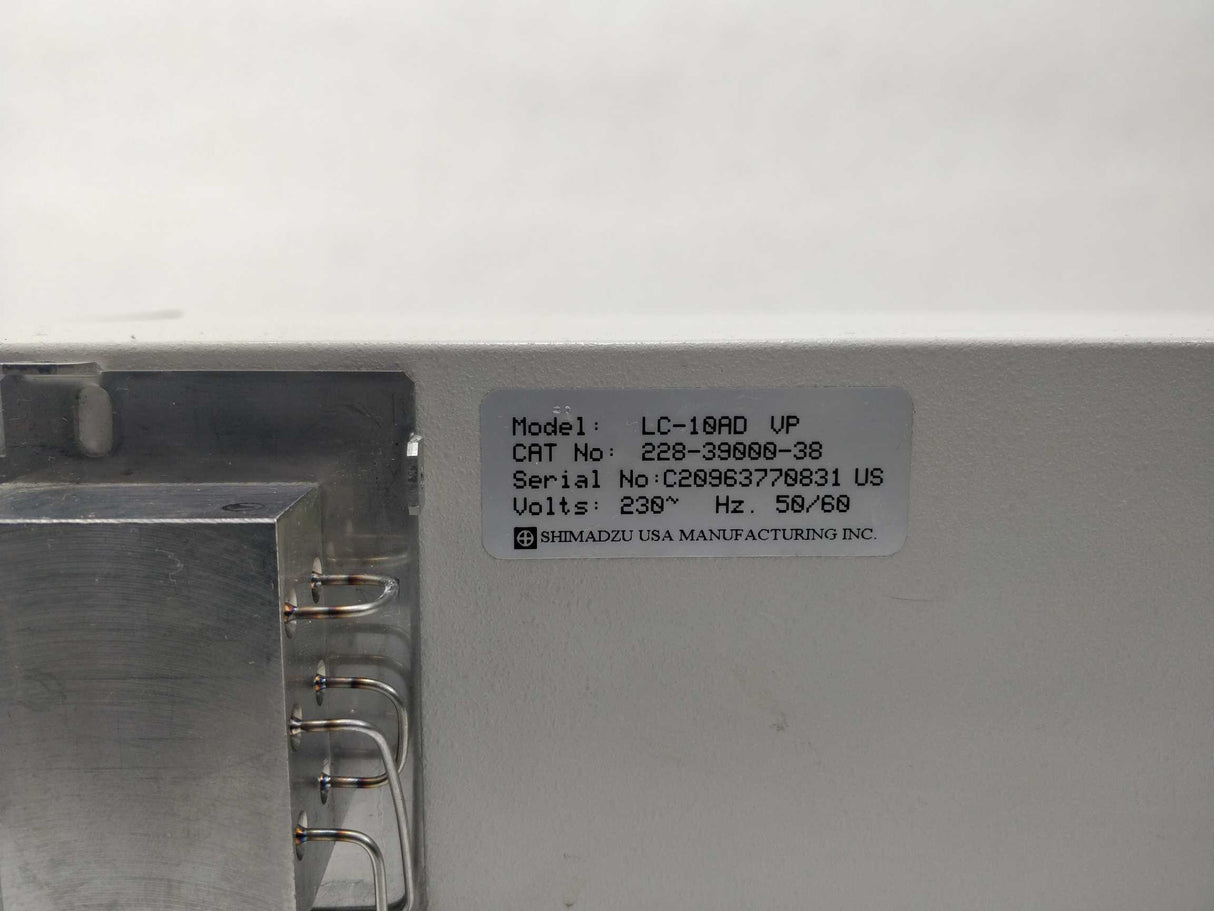 Model: LC-10AD VP
CAT No: 228-39000-38
Serial No:C20963770831 US
Volts: 230~ Hz. 50/60
SHIMADZU USA MANUFACTURING INC.